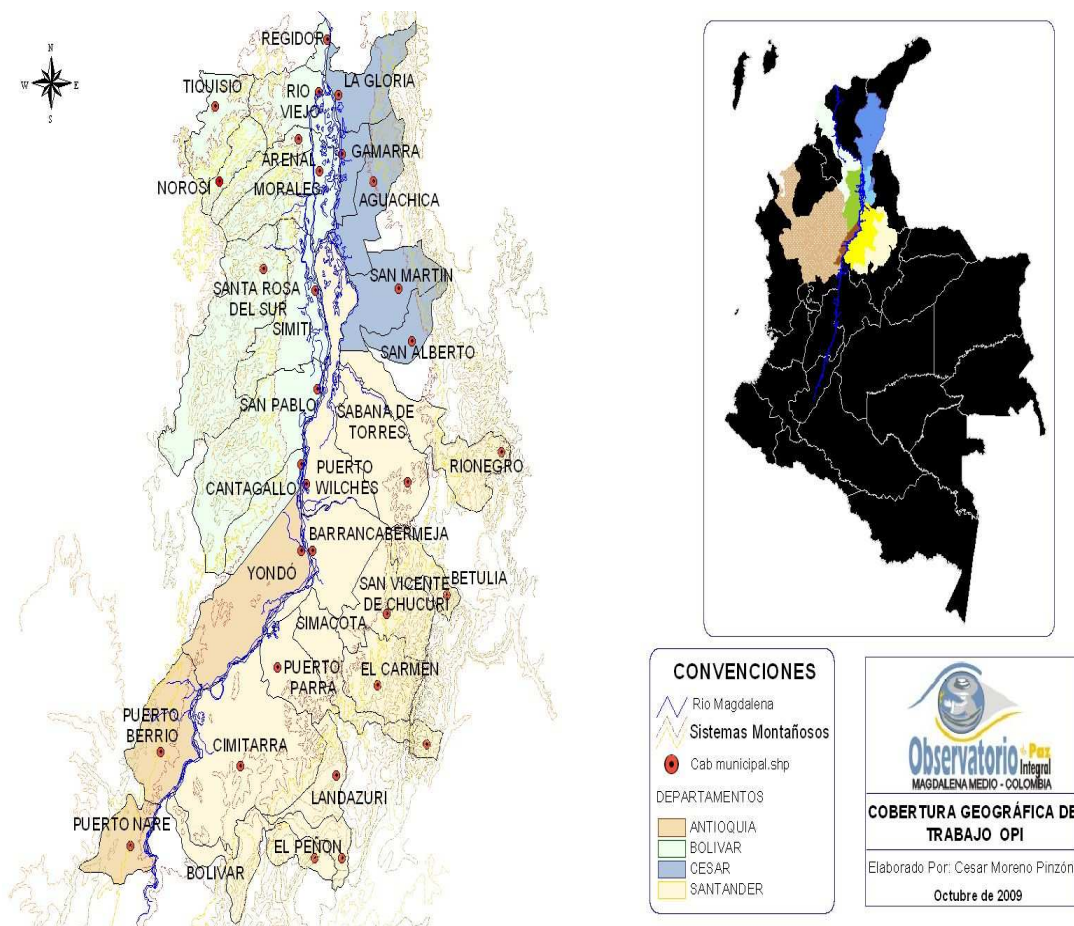 N
W E
S
REGIDOR
TIQUISIO
RIO
VIEJO
LA GLORIA
ARENAL
GAMARRA
NOROSI
MORALES
AGUACHICA
SANTA ROSA
DEL SUR
SAN MARTIN
SIMITI
SAN ALBERTO
SAN PABLO
SABANA DE
TORRES
CANTAGALLO
PUERTO
WILCHES
RIONEGRO
BARRANCABERMEJA
YONDÓ
SAN VICENTE
DE CHUCURI
BETULIA
SIMACOTA
PUERTO
PARRA
EL CARMEN
PUERTO
BERRIO
CIMITARRA
LANDAZURI
PUERTO NARE
EL PEÑON
BOLIVAR
CONVENCIONES
Rio Magdalena
Sistemas Montañosos
Cab municipal.shp
DEPARTAMENTOS
ANTIOQUIA
BOLIVAR
CESAR
SANTANDER
Observatorio de Paz
Integral
MAGDALENA MEDIO - COLOMBIA
COBERTURA GEOGRÁFICA DE
TRABAJO OPI
Elaborado Por: Cesar Moreno Pinzón
Octubre de 2009